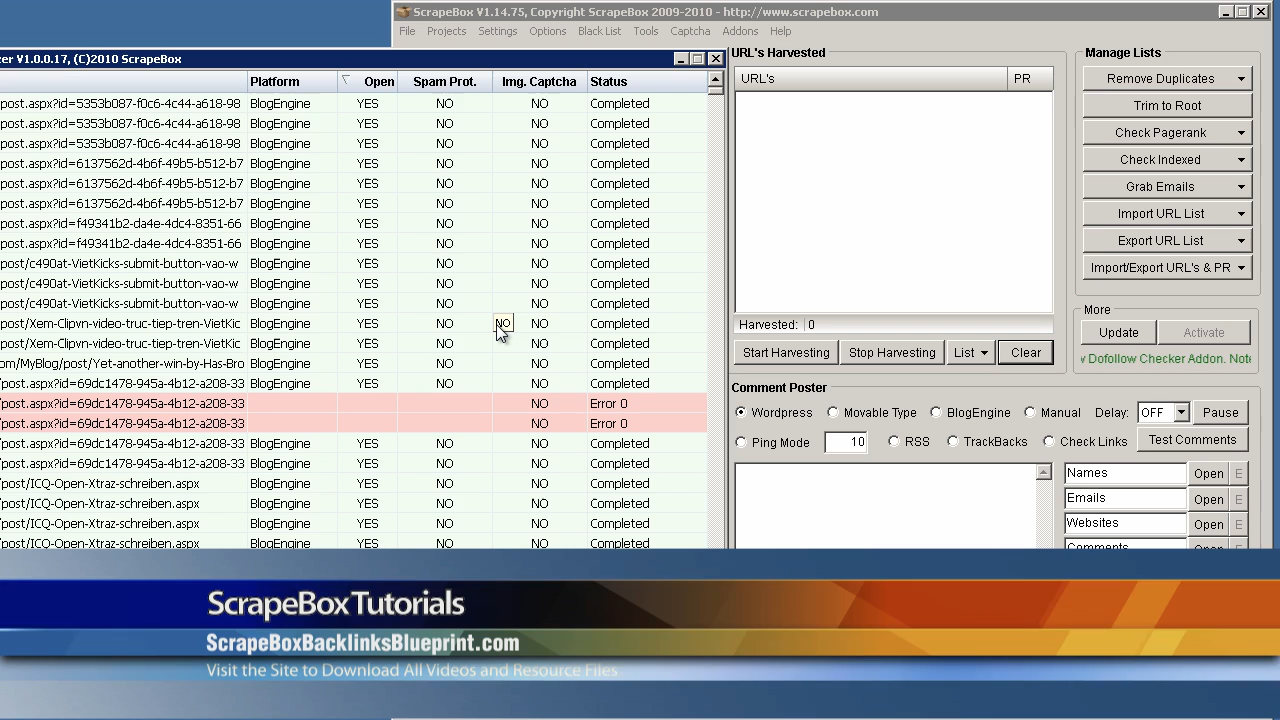 ScrapeBox V1.14.75, Copyright ScrapeBox 2009-2010 - http://www.scrapebox.com
File Projects Settings Options Black List Tools Captcha Addons Help
zer V1.0.0.17, (C)2010 ScrapeBox
Platform Open Spam Prot. Img. Captcha Status
post.aspx?id=5353b087-f0c6-4c44-a618-98 BlogEngine YES NO NO Completed
post.aspx?id=5353b087-f0c6-4c44-a618-98 BlogEngine YES NO NO Completed
post.aspx?id=5353b087-f0c6-4c44-a618-98 BlogEngine YES NO NO Completed
post.aspx?id=6137562d-4b6f-49b5-b512-b7 BlogEngine YES NO NO Completed
post.aspx?id=6137562d-4b6f-49b5-b512-b7 BlogEngine YES NO NO Completed
post.aspx?id=6137562d-4b6f-49b5-b512-b7 BlogEngine YES NO NO Completed
post.aspx?id=f49341b2-da4e-4dc4-8351-66 BlogEngine YES NO NO Completed
post.aspx?id=f49341b2-da4e-4dc4-8351-66 BlogEngine YES NO NO Completed
post/c490at-VietKicks-submit-button-vao-w BlogEngine YES NO NO Completed
post/c490at-VietKicks-submit-button-vao-w BlogEngine YES NO NO Completed
post/c490at-VietKicks-submit-button-vao-w BlogEngine YES NO NO Completed
post/Xem-Clipvn-video-truc-tiep-tren-VietKic BlogEngine YES NO NO NO Completed
post/Xem-Clipvn-video-truc-tiep-tren-VietKic BlogEngine YES NO NO Completed
om/MyBlog/post/Yet-another-win-by-Has-Bro BlogEngine YES NO NO Completed
/post.aspx?id=69dc1478-945a-4b12-a208-33 BlogEngine YES NO NO Completed
/post.aspx?id=69dc1478-945a-4b12-a208-33 NO Error 0
/post.aspx?id=69dc1478-945a-4b12-a208-33 NO Error 0
/post.aspx?id=69dc1478-945a-4b12-a208-33 BlogEngine YES NO NO Completed
/post.aspx?id=69dc1478-945a-4b12-a208-33 BlogEngine YES NO NO Completed
/post/ICQ-Open-Xtraz-schreiben.aspx BlogEngine YES NO NO Completed
/post/ICQ-Open-Xtraz-schreiben.aspx BlogEngine YES NO NO Completed
/post/ICQ-Open-Xtraz-schreiben.aspx BlogEngine YES NO NO Completed
/post/ICQ-Open-Xtraz-schreiben.aspx BlogEngine YES NO NO Completed
URL's Harvested
URL's PR
Harvested: 0
Start Harvesting Stop Harvesting List Clear
Manage Lists
Remove Duplicates
Trim to Root
Check Pagerank
Check Indexed
Grab Emails
Import URL List
Export URL List
Import/Export URL's & PR
More
Update Activate
Dofollow Checker Addon. Note
Comment Poster
Wordpress Movable Type BlogEngine Manual Delay: OFF Pause
Ping Mode 10 RSS TrackBacks Check Links Test Comments
Names Open E
Emails Open E
Websites Open E
Comments Open
ScrapeBox Tutorials
ScrapeBoxBacklinksBlueprint.com
Visit the Site to Download All Videos and Resource Files